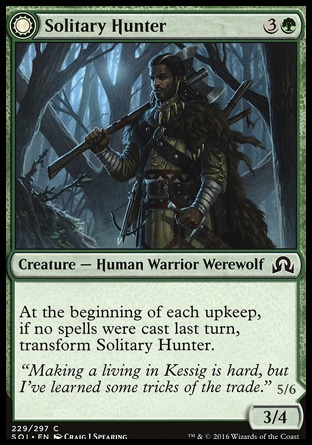 Solitary Hunter 3
Creature — Human Warrior Werewolf
At the beginning of each upkeep,
if no spells were cast last turn,
transform Solitary Hunter.
“Making a living in Kessig is hard, but
I’ve learned some tricks of the trade.”
5/6
3/4
229/297 C
SOI • EN Craig J Spearing
™ & © 2016 Wizards of the Coast